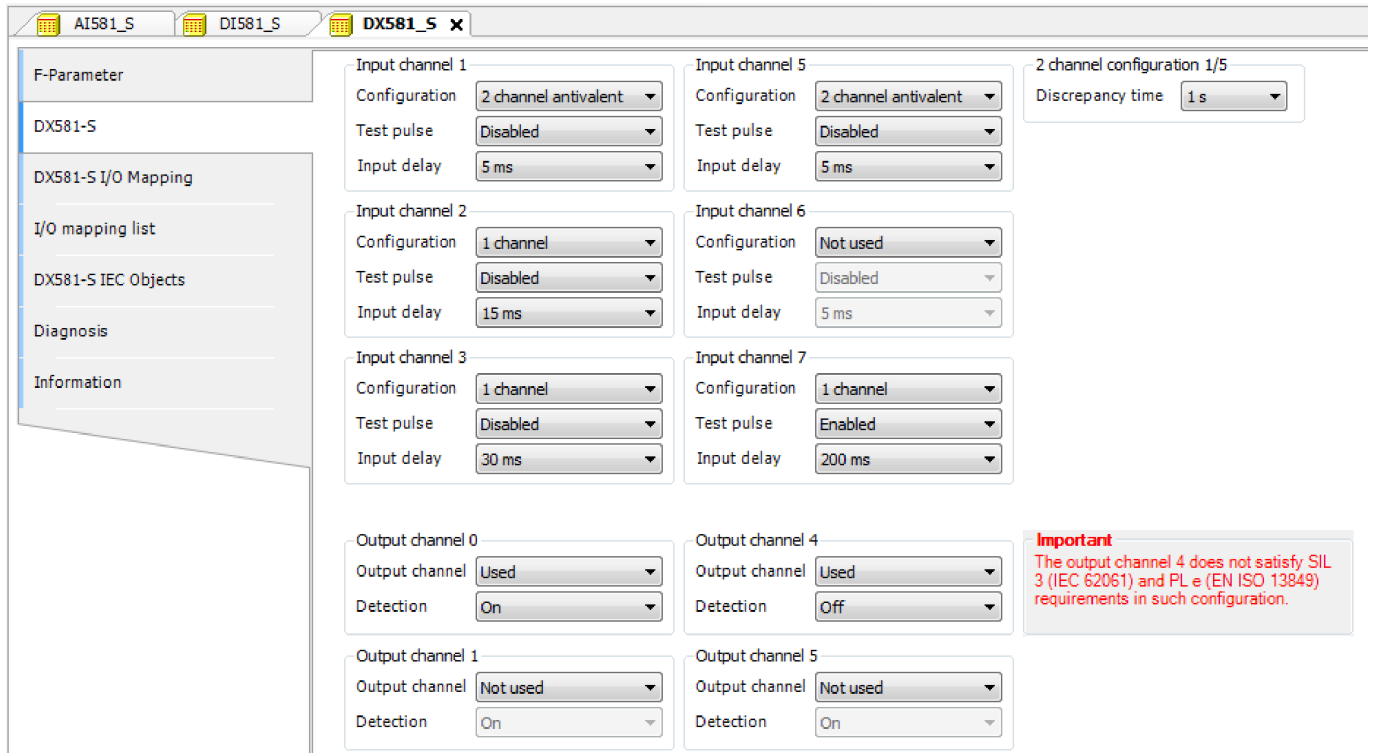 AI581_S DI581_S DX581_S
F-Parameter
DX581-S
DX581-S I/O Mapping
I/O mapping list
DX581-S IEC Objects
Diagnosis
Information
Input channel 1
Configuration 2 channel antivalent
Test pulse Disabled
Input delay 5 ms
Input channel 5
Configuration 2 channel antivalent
Test pulse Disabled
Input delay 5 ms
2 channel configuration 1/5
Discrepancy time 1 s
Input channel 2
Configuration 1 channel
Test pulse Disabled
Input delay 15 ms
Input channel 6
Configuration Not used
Test pulse Disabled
Input delay 5 ms
Input channel 3
Configuration 1 channel
Test pulse Disabled
Input delay 30 ms
Input channel 7
Configuration 1 channel
Test pulse Enabled
Input delay 200 ms
Output channel 0
Output channel Used
Detection On
Output channel 4
Output channel Used
Detection Off
Important
The output channel 4 does not satisfy SIL
3 (IEC 62061) and PL e (EN ISO 13849)
requirements in such configuration.
Output channel 1
Output channel Not used
Detection On
Output channel 5
Output channel Not used
Detection On